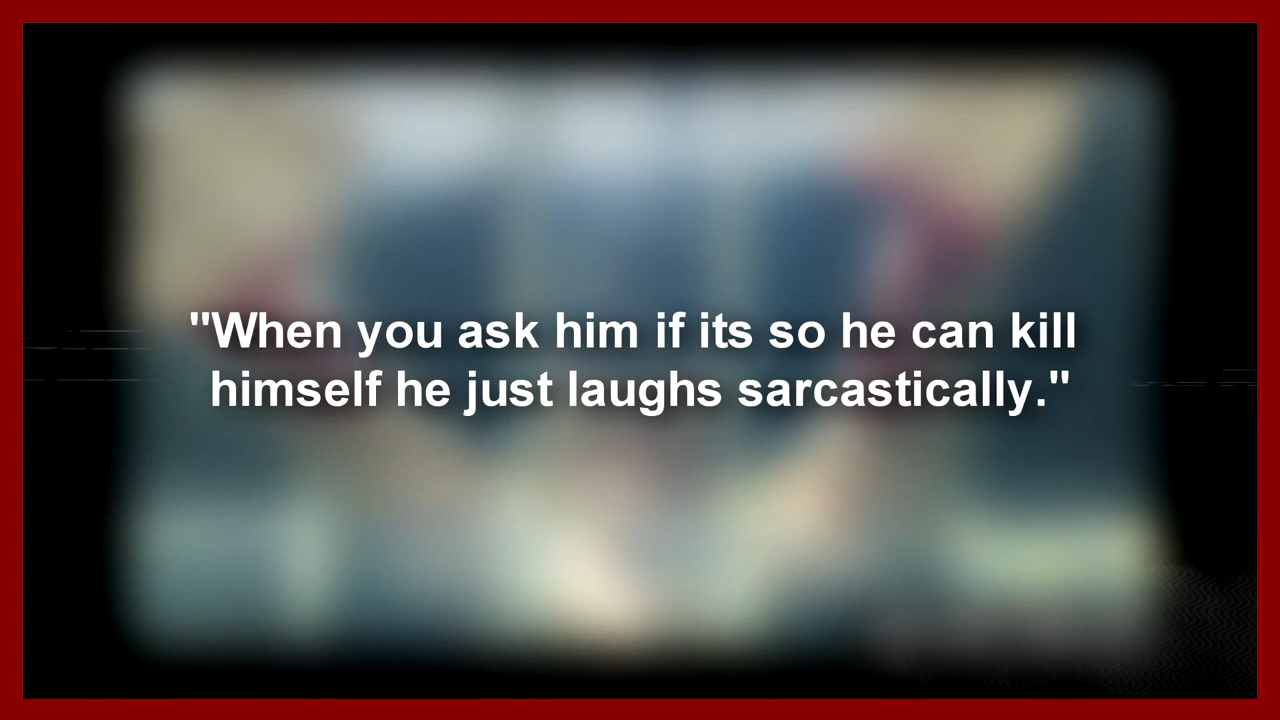 "When you ask him if its so he can kill
himself he just laughs sarcastically."